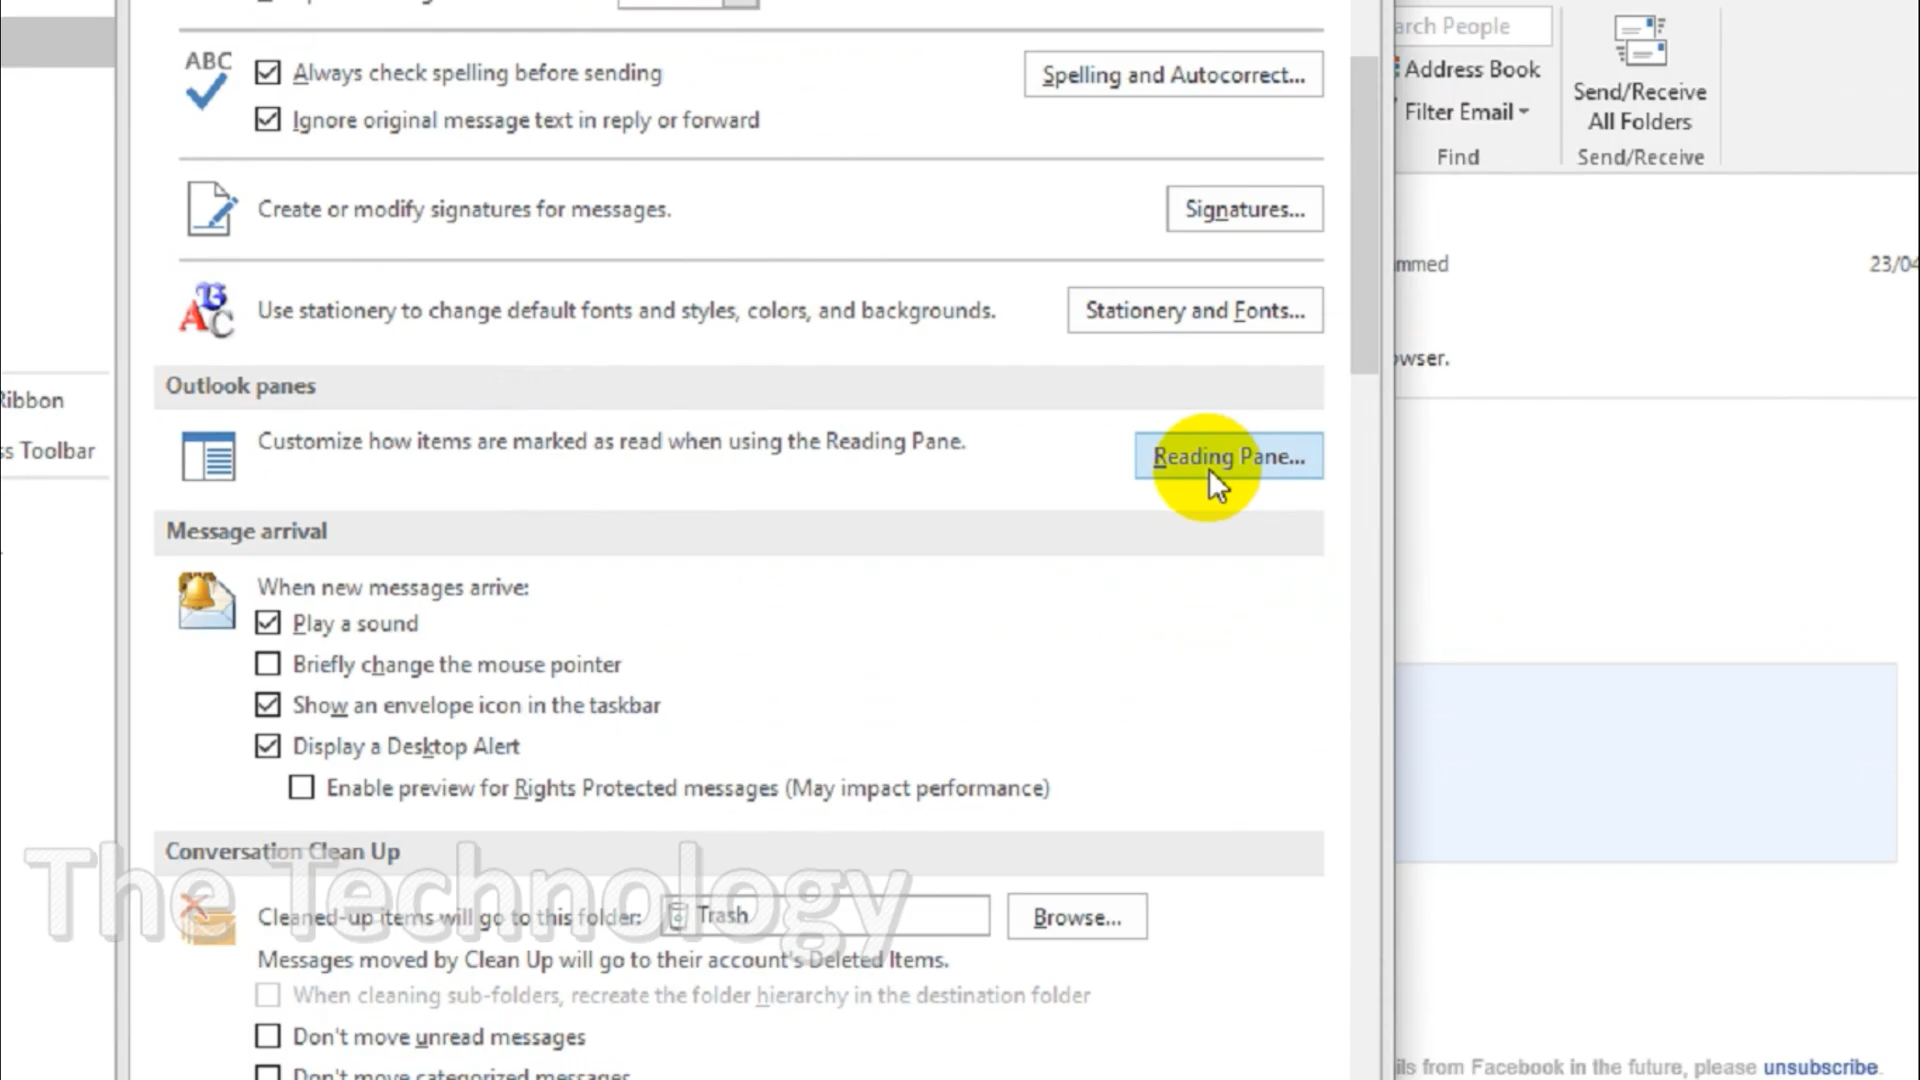 arch People
ABC
Always check spelling before sending
Spelling and Autocorrect...
Address Book
Send/Receive
All Folders
Ignore original message text in reply or forward
Filter Email
Find
Send/Receive
Create or modify signatures for messages.
Signatures...
mmed
23/04
Use stationery to change default fonts and styles, colors, and backgrounds.
Stationery and Fonts...
owser.
Outlook panes
Ribbon
Customize how items are marked as read when using the Reading Pane.
Reading Pane...
ss Toolbar
Message arrival
When new messages arrive:
Play a sound
Briefly change the mouse pointer
Show an envelope icon in the taskbar
Display a Desktop Alert
Enable preview for Rights Protected messages (May impact performance)
Conversation Clean Up
The Technology
Cleaned-up items will go to this folder:
Trash
Browse...
Messages moved by Clean Up will go to their account's Deleted Items.
When cleaning sub-folders, recreate the folder hierarchy in the destination folder
Don't move unread messages
ils from Facebook in the future, please unsubscribe.
Don't move categorized messages